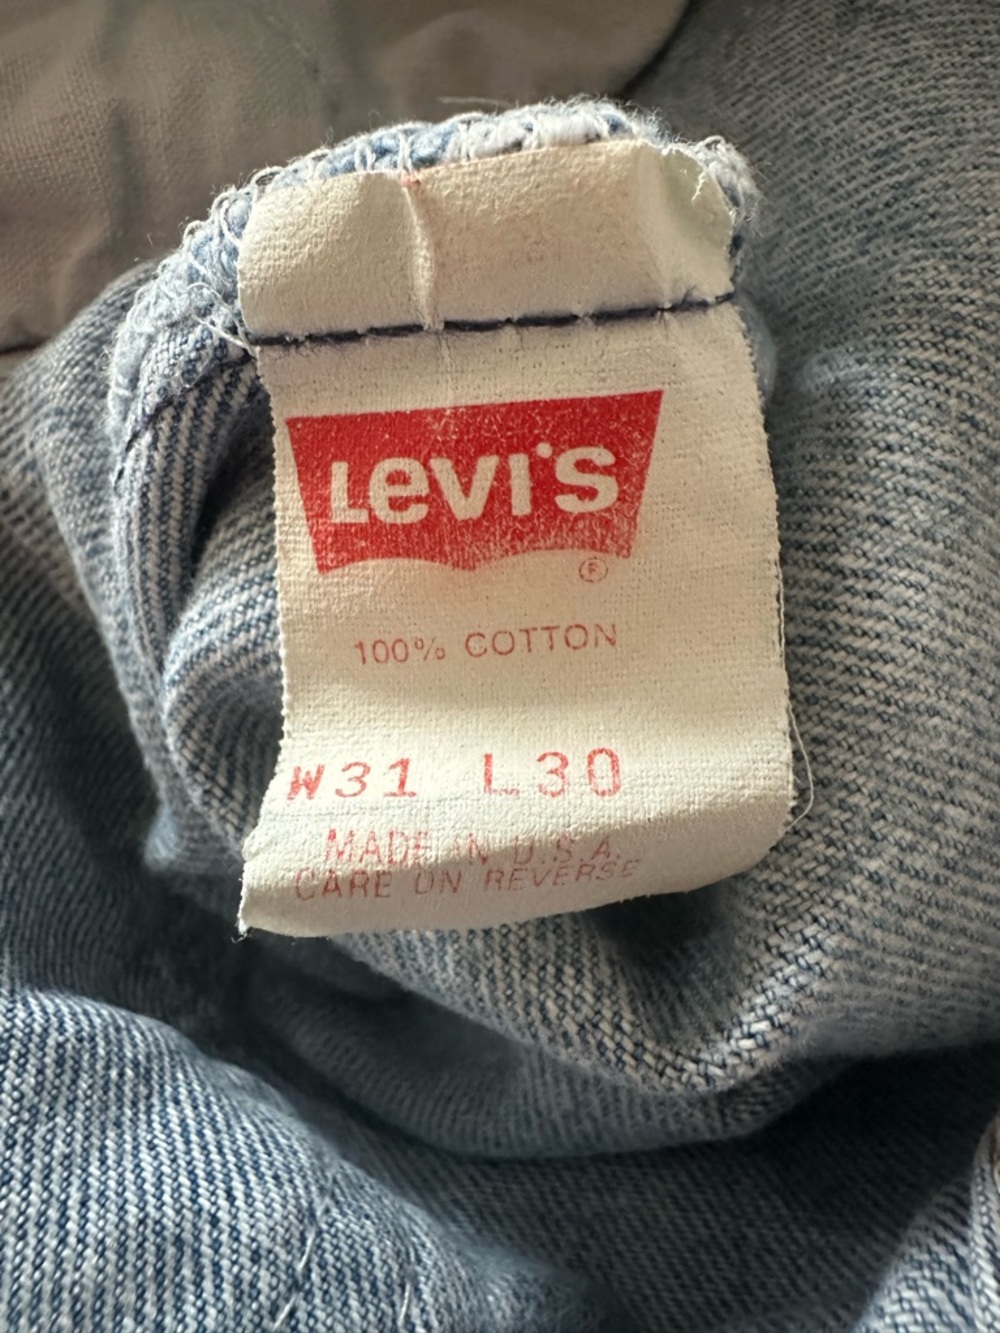 LEVI'S
®
100% COTTON
W31 L30
MADE IN U.S.A.
CARE ON REVERSE